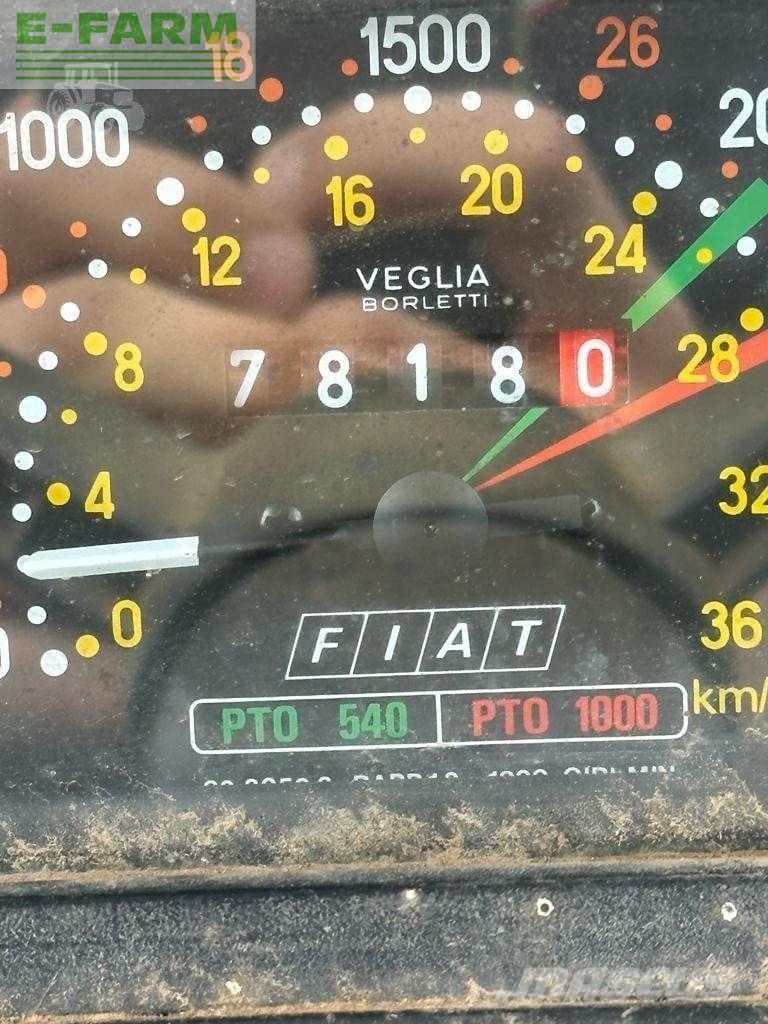 E-FARM
18 1500 26
1000 20
16 20
12 24
VEGLIA
BORLETTI
7 8 1 8 0
8 28
4 32
0 36
FIAT
km/
PTO 540 PTO 1000